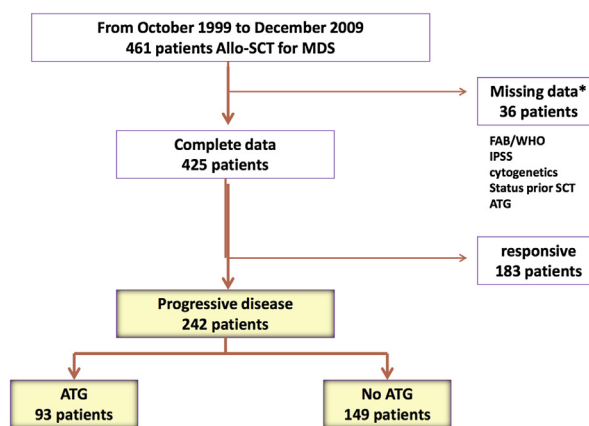 From October 1999 to December 2009
461 patients Allo-SCT for MDS
Missing data*
36 patients
FAB/WHO
IPSS
cytogenetics
Status prior SCT
ATG
Complete data
425 patients
responsive
183 patients
Progressive disease
242 patients
ATG
93 patients
No ATG
149 patients